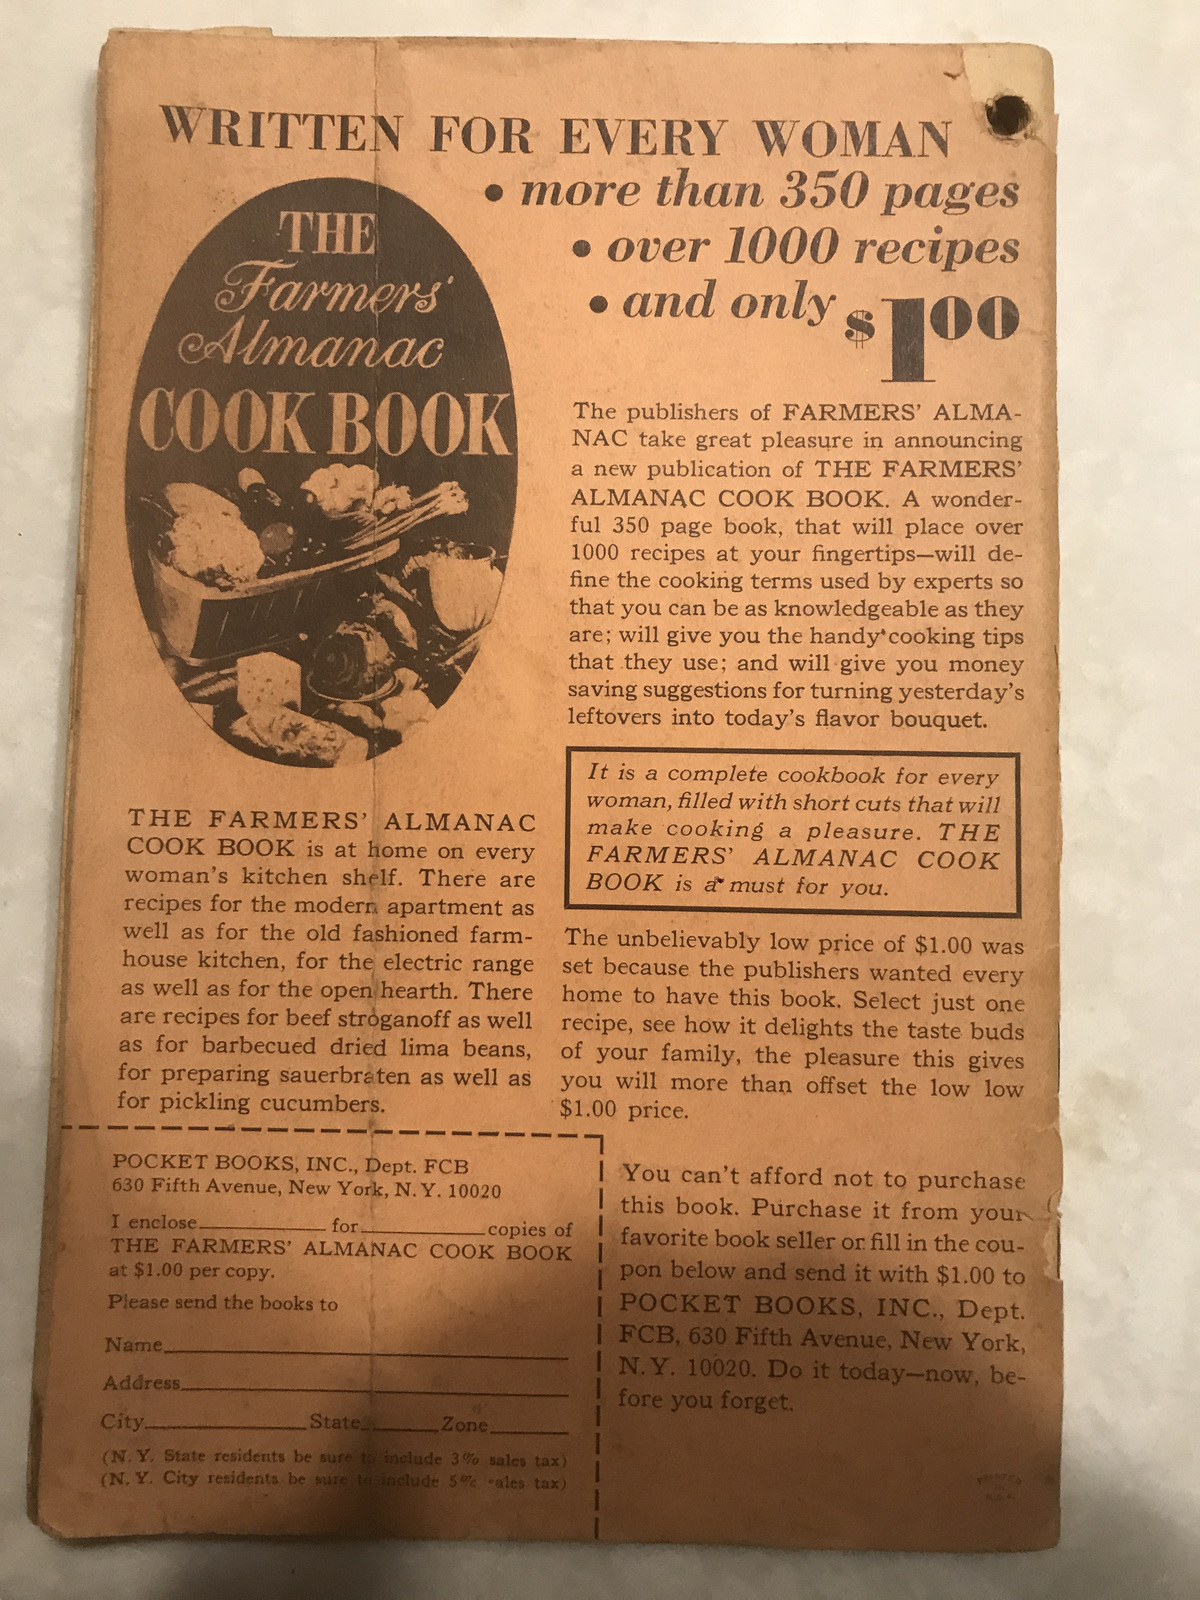 WRITTEN FOR EVERY WOMAN
• more than 350 pages
• over 1000 recipes
• and only $1.00
THE
Farmers'
Almanac
COOK BOOK
The publishers of FARMERS' ALMA-
NAC take great pleasure in announcing
a new publication of THE FARMERS'
ALMANAC COOK BOOK. A wonder-
ful 350 page book, that will place over
1000 recipes at your fingertips—will de-
fine the cooking terms used by experts so
that you can be as knowledgeable as they
are; will give you the handy cooking tips
that they use; and will give you money
saving suggestions for turning yesterday's
leftovers into today's flavor bouquet.
It is a complete cookbook for every
woman, filled with short cuts that will
make cooking a pleasure. THE
FARMERS' ALMANAC COOK
BOOK is a must for you.
THE FARMERS' ALMANAC
COOK BOOK is at home on every
woman's kitchen shelf. There are
recipes for the modern apartment as
well as for the old fashioned farm-
house kitchen, for the electric range
as well as for the open hearth. There
are recipes for beef stroganoff as well
as for barbecued dried lima beans,
for preparing sauerbraten as well as
for pickling cucumbers.
The unbelievably low price of $1.00 was
set because the publishers wanted every
home to have this book. Select just one
recipe, see how it delights the taste buds
of your family, the pleasure this gives
you will more than offset the low low
$1.00 price.
POCKET BOOKS, INC., Dept. FCB
630 Fifth Avenue, New York, N.Y. 10020
I enclose____for____copies of
THE FARMERS' ALMANAC COOK BOOK
at $1.00 per copy.
Please send the books to
Name____
Address____
City____State____Zone____
(N.Y. State residents be sure to include 3% sales tax)
(N.Y. City residents be sure to include 5% sales tax)
You can't afford not to purchase
this book. Purchase it from your
favorite book seller or fill in the cou-
pon below and send it with $1.00 to
POCKET BOOKS, INC., Dept.
FCB, 630 Fifth Avenue, New York,
N.Y. 10020. Do it today—now, be-
fore you forget.
PRINTED
IN
U.S.A.